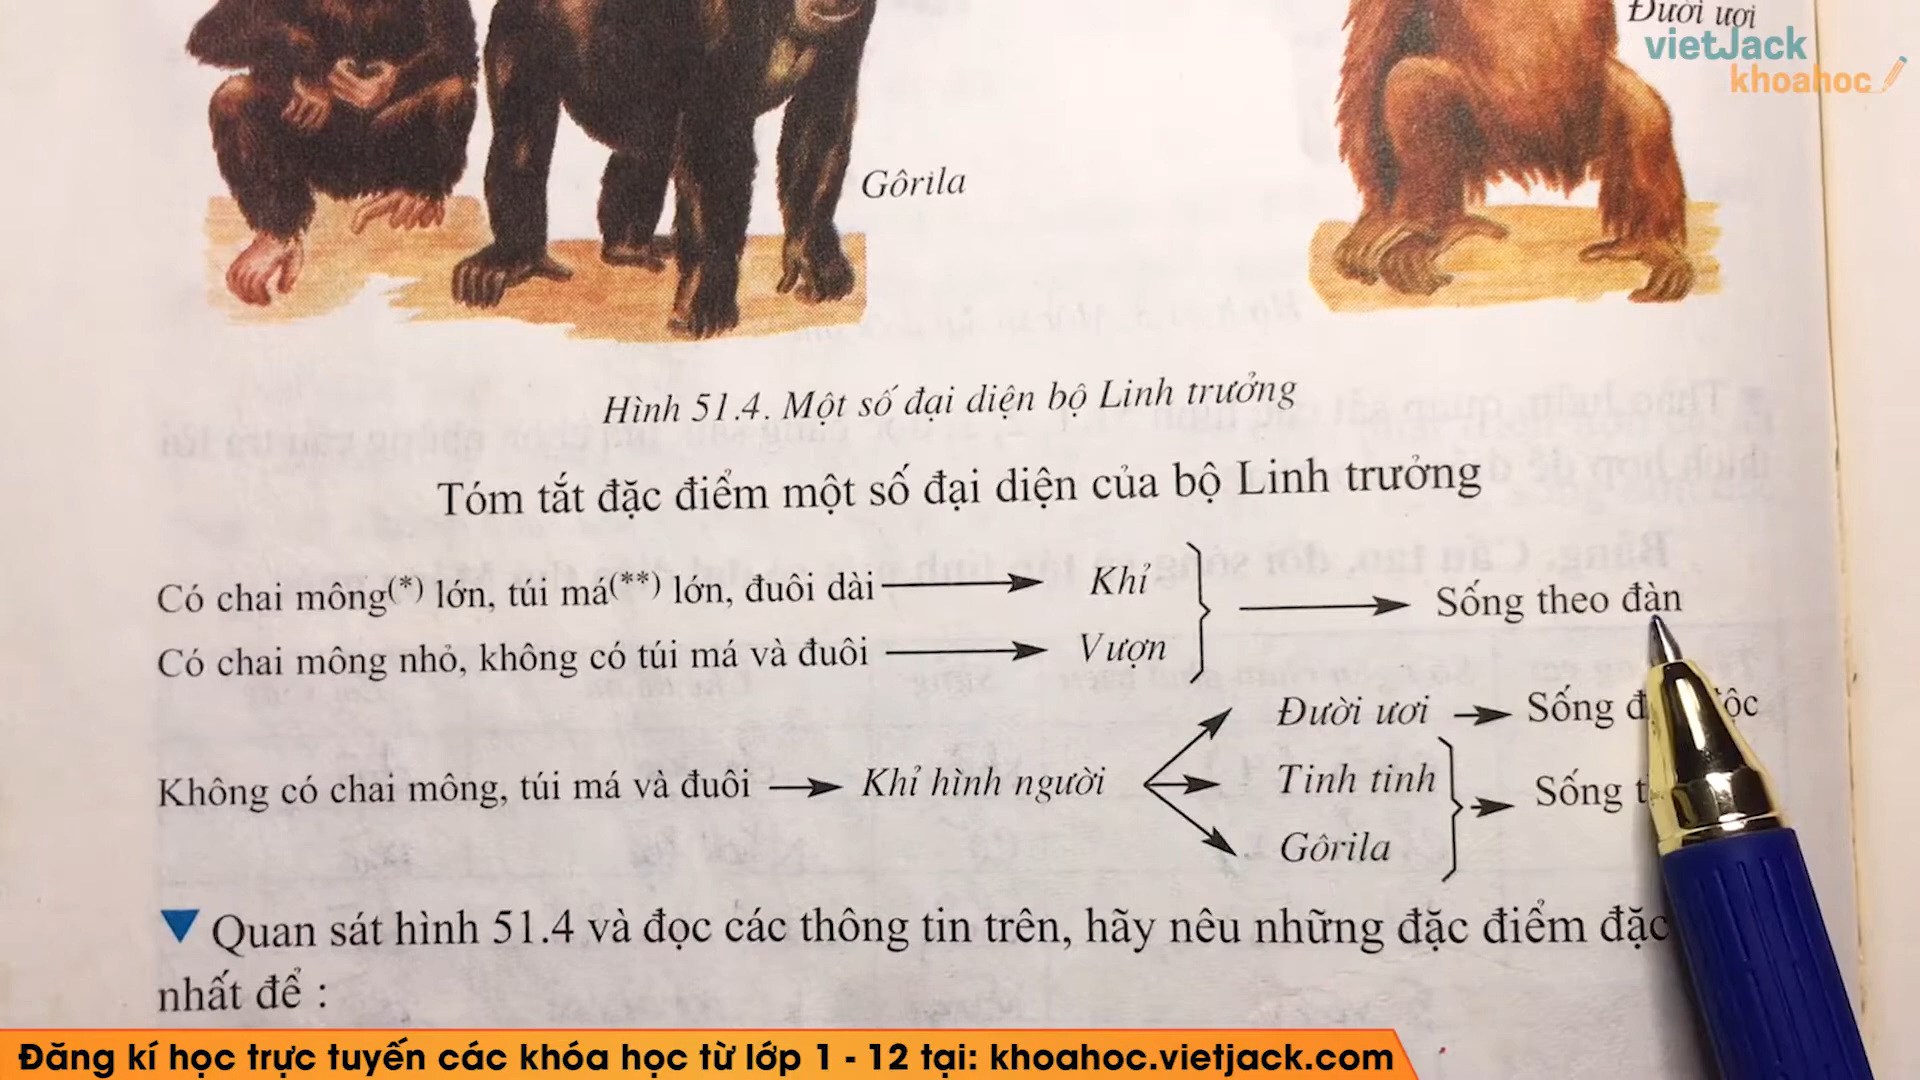 Đười ươi
vietJack
khoahoc
Gôrila
Hình 51.4. Một số đại diện bộ Linh trưởng
Tóm tắt đặc điểm một số đại diện của bộ Linh trưởng
Có chai mông(*) lớn, túi má(**) lớn, đuôi dài Khỉ
Sống theo đàn
Có chai mông nhỏ, không có túi má và đuôi Vượn
Đười ươi Sống
Không có chai mông, túi má và đuôi Khỉ hình người Tinh tinh Sống
Gôrila
Quan sát hình 51.4 và đọc các thông tin trên, hãy nêu những đặc điểm đặc
nhất để :
Đăng kí học trực tuyến các khóa học từ lớp 1 - 12 tại: khoahoc.vietjack.com